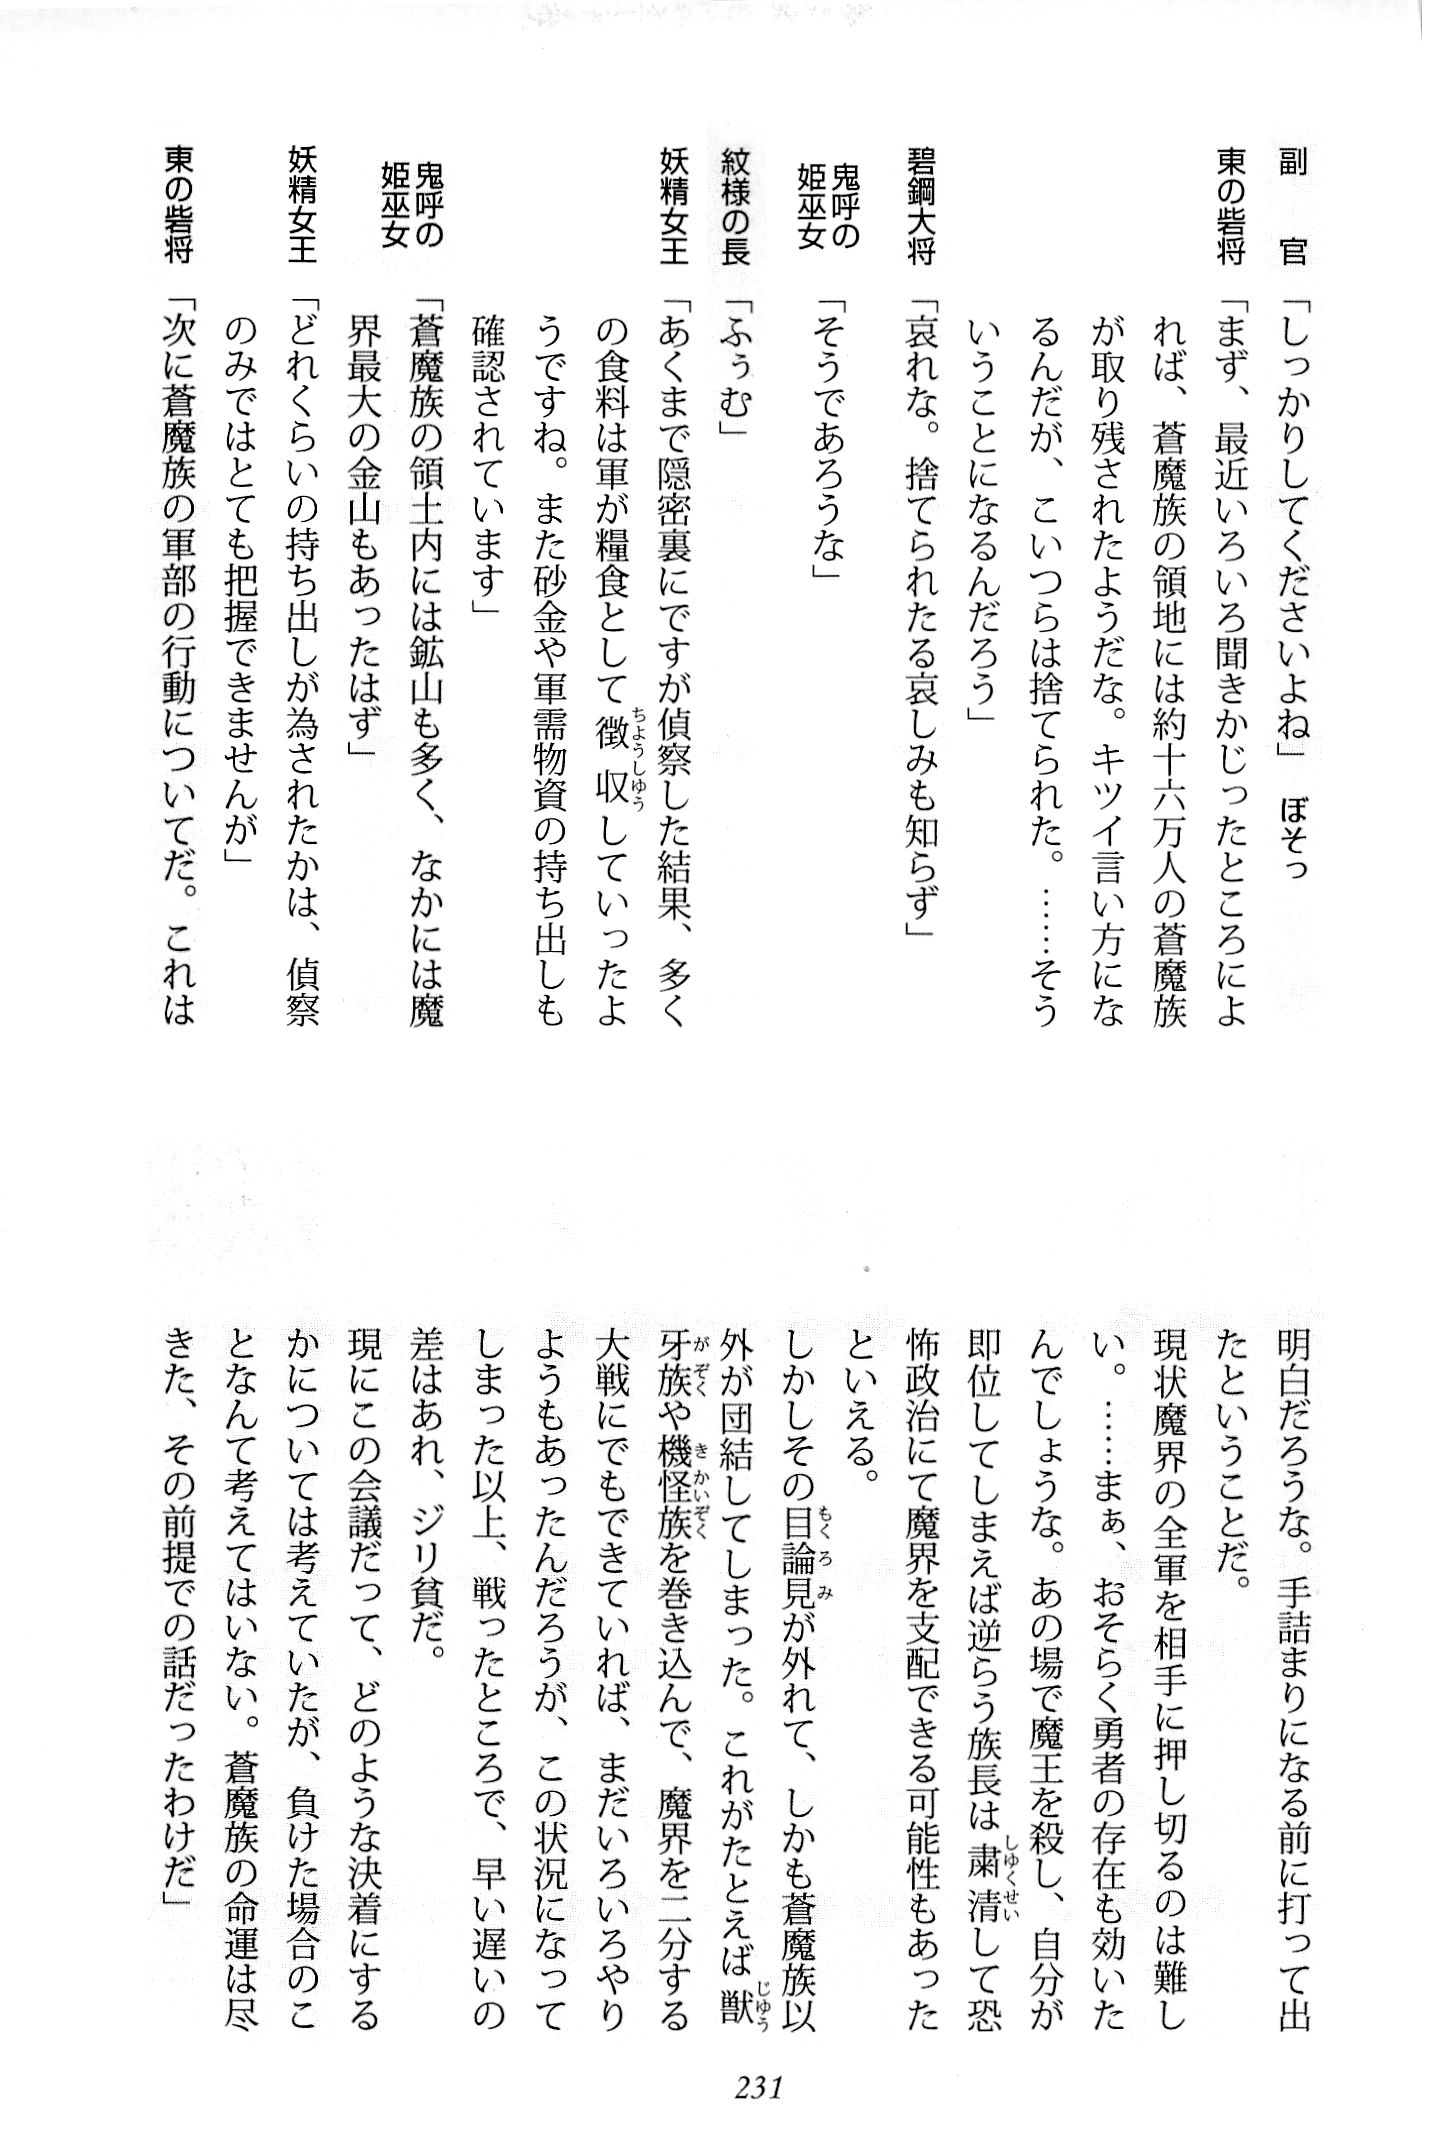 副　官「しっかりしてくださいよね」　ぼそっ
東の砦将「まず、最近いろいろ聞きかじったところによ
れば、蒼魔族の領地には約十六万人の蒼魔族
が取り残されたようだな。キツイ言い方にな
るんだが、こいつらは捨てられた。……そう
いうことになるんだろう」
碧鋼大将「哀れな。捨てられたる哀しみも知らず」
鬼呼の姫巫女「そうであろうな」
紋様の長「ふぅむ」
妖精女王「あくまで隠密裏にですが偵察した結果、多く
の食料は軍が糧食として徴収していったよ
うですね。また砂金や軍需物資の持ち出しも
確認されています」
鬼呼の姫巫女「蒼魔族の領土内には鉱山も多く、なかには魔
界最大の金山もあったはず」
妖精女王「どれくらいの持ち出しが為されたかは、偵察
のみではとても把握できませんが」
東の砦将「次に蒼魔族の軍部の行動についてだ。これは
明白だろうな。手詰まりになる前に打って出
たということだ。
現状魔界の全軍を相手に押し切るのは難し
い。……まぁ、おそらく勇者の存在も効いた
んでしょうな。あの場で魔王を殺し、自分が
即位してしまえば逆らう族長は粛清して恐
怖政治にて魔界を支配できる可能性もあった
といえる。
しかしその目論見が外れて、しかも蒼魔族以
外が団結してしまった。これがたとえば獣
牙族や機怪族を巻き込んで、魔界を二分する
大戦にでもできていれば、まだいろいろやり
ようもあったんだろうが、この状況になって
しまった以上、戦ったところで、早い遅いの
差はあれ、ジリ貧だ。
現にこの会議だって、どのような決着にする
かについては考えていたが、負けた場合のこ
となんて考えてはいない。蒼魔族の命運は尽
きた、その前提での話だったわけだ」
231